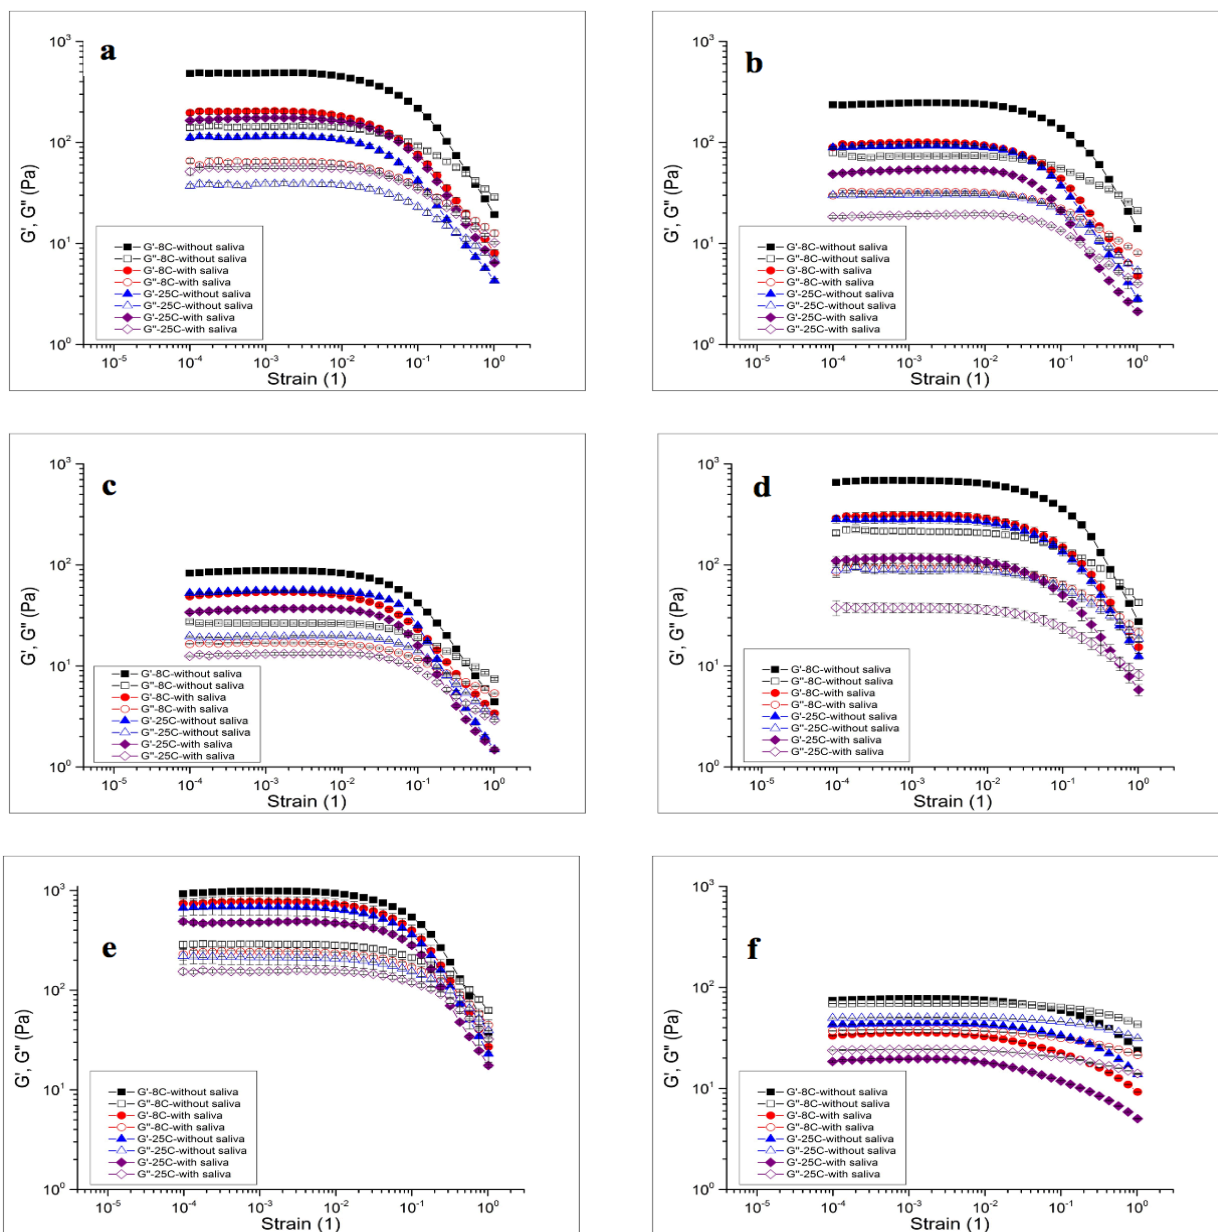 a
10³
10²
10¹
10⁰
G', G" (Pa)
G'-8C-without saliva
G"-8C-without saliva
G'-8C-with saliva
G"-8C-with saliva
G'-25C-without saliva
G"-25C-without saliva
G'-25C-with saliva
G"-25C-with saliva
10⁻⁵ 10⁻⁴ 10⁻³ 10⁻² 10⁻¹ 10⁰
Strain (1)
b
10³
10²
10¹
10⁰
G', G" (Pa)
G'-8C-without saliva
G"-8C-without saliva
G'-8C-with saliva
G"-8C-with saliva
G'-25C-without saliva
G"-25C-without saliva
G'-25C-with saliva
G"-25C-with saliva
10⁻⁵ 10⁻⁴ 10⁻³ 10⁻² 10⁻¹ 10⁰
Strain (1)
c
10³
10²
10¹
10⁰
G', G" (Pa)
G'-8C-without saliva
G"-8C-without saliva
G'-8C-with saliva
G"-8C-with saliva
G'-25C-without saliva
G"-25C-without saliva
G'-25C-with saliva
G"-25C-with saliva
10⁻⁵ 10⁻⁴ 10⁻³ 10⁻² 10⁻¹ 10⁰
Strain (1)
d
10³
10²
10¹
10⁰
G', G" (Pa)
G'-8C-without saliva
G"-8C-without saliva
G'-8C-with saliva
G"-8C-with saliva
G'-25C-without saliva
G"-25C-without saliva
G'-25C-with saliva
G"-25C-with saliva
10⁻⁵ 10⁻⁴ 10⁻³ 10⁻² 10⁻¹ 10⁰
Strain (1)
e
10³
10²
10¹
10⁰
G', G" (Pa)
G'-8C-without saliva
G"-8C-without saliva
G'-8C-with saliva
G"-8C-with saliva
G'-25C-without saliva
G"-25C-without saliva
G'-25C-with saliva
G"-25C-with saliva
10⁻⁵ 10⁻⁴ 10⁻³ 10⁻² 10⁻¹ 10⁰
Strain (1)
f
10³
10²
10¹
10⁰
G', G" (Pa)
G'-8C-without saliva
G"-8C-without saliva
G'-8C-with saliva
G"-8C-with saliva
G'-25C-without saliva
G"-25C-without saliva
G'-25C-with saliva
G"-25C-with saliva
10⁻⁵ 10⁻⁴ 10⁻³ 10⁻² 10⁻¹ 10⁰
Strain (1)